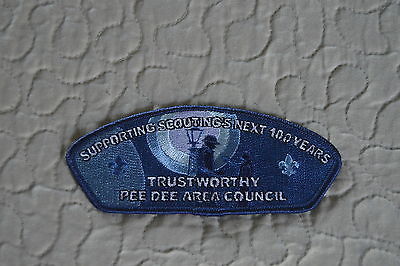 SUPPORTING SCOUTING'S NEXT 100 YEARS
TRUSTWORTHY
PEE DEE AREA COUNCIL